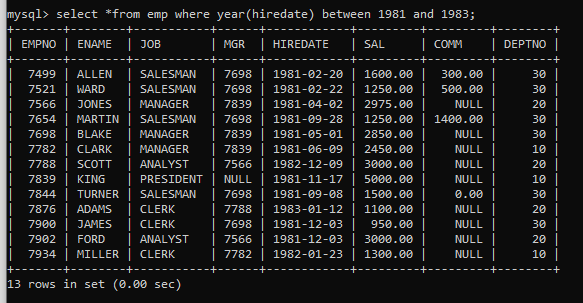 mysql> select *from emp where year(hiredate) between 1981 and 1983;
+-------+--------+-----------+------+------------+---------+---------+--------+
| EMPNO | ENAME  | JOB       | MGR  | HIREDATE   | SAL     | COMM    | DEPTNO |
+-------+--------+-----------+------+------------+---------+---------+--------+
|  7499 | ALLEN  | SALESMAN  | 7698 | 1981-02-20 | 1600.00 |  300.00 |     30 |
|  7521 | WARD   | SALESMAN  | 7698 | 1981-02-22 | 1250.00 |  500.00 |     30 |
|  7566 | JONES  | MANAGER   | 7839 | 1981-04-02 | 2975.00 |    NULL |     20 |
|  7654 | MARTIN | SALESMAN  | 7698 | 1981-09-28 | 1250.00 | 1400.00 |     30 |
|  7698 | BLAKE  | MANAGER   | 7839 | 1981-05-01 | 2850.00 |    NULL |     30 |
|  7782 | CLARK  | MANAGER   | 7839 | 1981-06-09 | 2450.00 |    NULL |     10 |
|  7788 | SCOTT  | ANALYST   | 7566 | 1982-12-09 | 3000.00 |    NULL |     20 |
|  7839 | KING   | PRESIDENT | NULL | 1981-11-17 | 5000.00 |    NULL |     10 |
|  7844 | TURNER | SALESMAN  | 7698 | 1981-09-08 | 1500.00 |    0.00 |     30 |
|  7876 | ADAMS  | CLERK     | 7788 | 1983-01-12 | 1100.00 |    NULL |     20 |
|  7900 | JAMES  | CLERK     | 7698 | 1981-12-03 |  950.00 |    NULL |     30 |
|  7902 | FORD   | ANALYST   | 7566 | 1981-12-03 | 3000.00 |    NULL |     20 |
|  7934 | MILLER | CLERK     | 7782 | 1982-01-23 | 1300.00 |    NULL |     10 |
+-------+--------+-----------+------+------------+---------+---------+--------+
13 rows in set (0.00 sec)